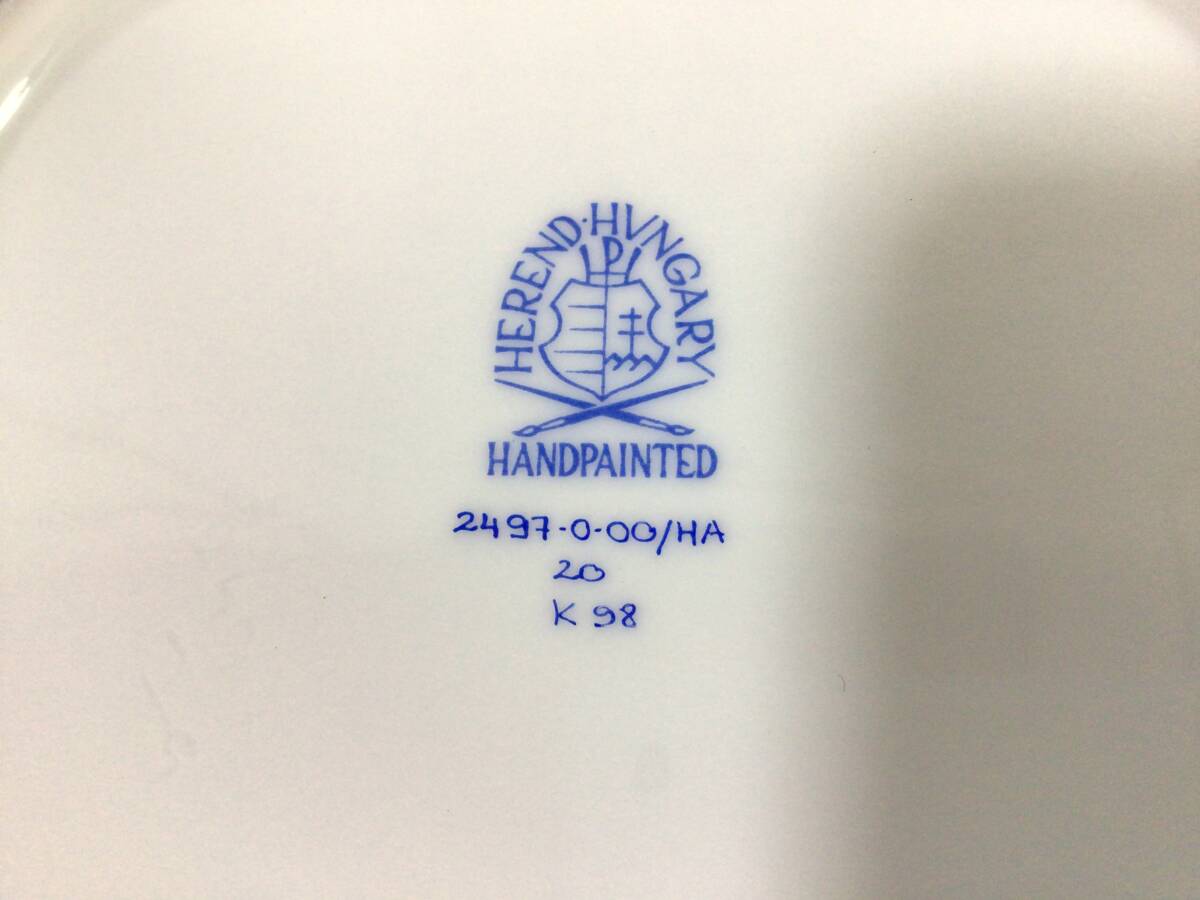 HEREND·HVNGARY
P
HANDPAINTED
2497-0-00/HA
20
K 98